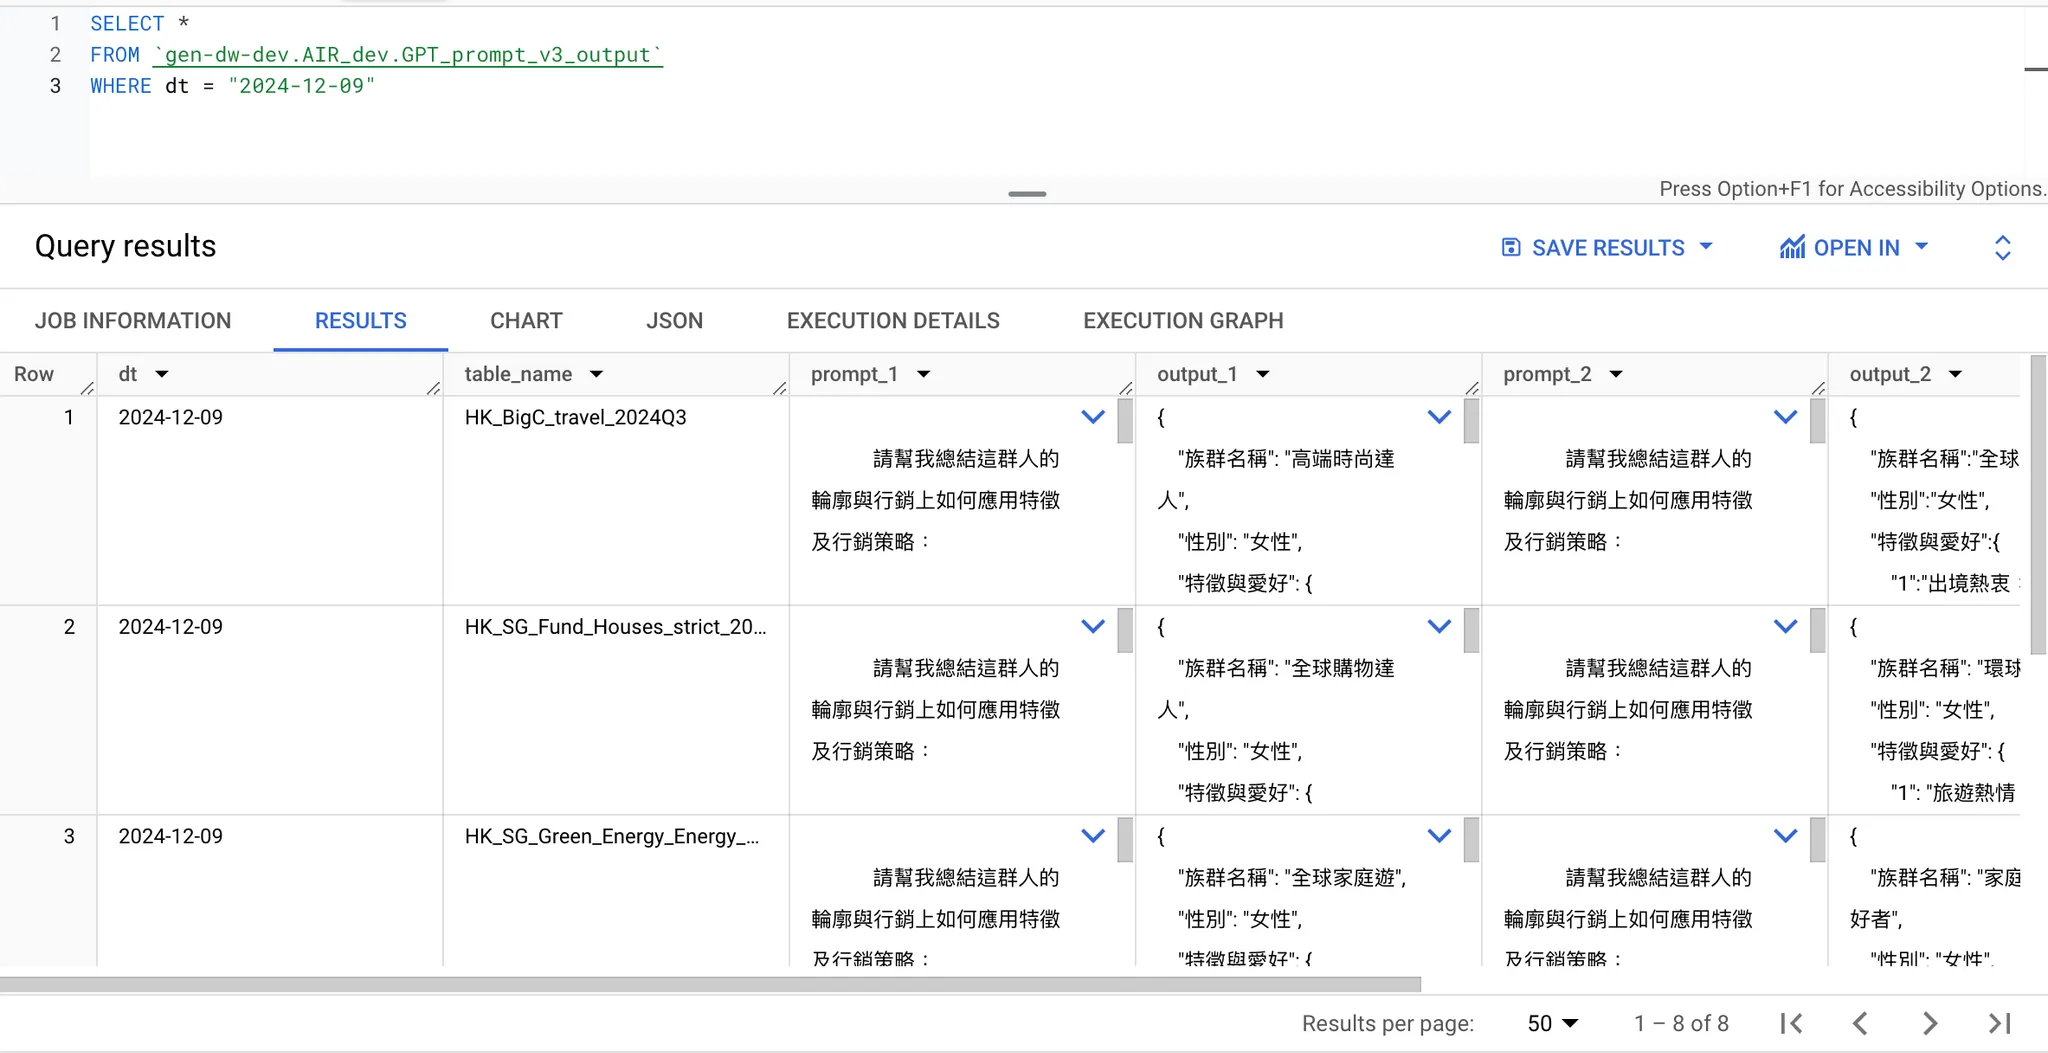 1 SELECT *
2 FROM `gen-dw-dev.AIR_dev.GPT_prompt_v3_output`
3 WHERE dt = "2024-12-09"
Press Option+F1 for Accessibility Options.
Query results
SAVE RESULTS
OPEN IN
JOB INFORMATION RESULTS CHART JSON EXECUTION DETAILS EXECUTION GRAPH
Row dt table_name prompt_1 output_1 prompt_2 output_2
1 2024-12-09 HK_BigC_travel_2024Q3 { {
請幫我總結這群人的 "族群名稱": "高端時尚達 請幫我總結這群人的 "族群名稱":"全球
輪廓與行銷上如何應用特徵 人", 輪廓與行銷上如何應用特徵 "性別":"女性",
及行銷策略： "性別": "女性", 及行銷策略： "特徵與愛好":{
"特徵與愛好": { "1":"出境熱衷
2 2024-12-09 HK_SG_Fund_Houses_strict_20... { {
請幫我總結這群人的 "族群名稱": "全球購物達 請幫我總結這群人的 "族群名稱": "環球
輪廓與行銷上如何應用特徵 人", 輪廓與行銷上如何應用特徵 "性別": "女性",
及行銷策略： "性別": "女性", 及行銷策略： "特徵與愛好": {
"特徵與愛好": { "1": "旅遊熱情
3 2024-12-09 HK_SG_Green_Energy_Energy_... { {
請幫我總結這群人的 "族群名稱": "全球家庭遊", 請幫我總結這群人的 "族群名稱": "家庭
輪廓與行銷上如何應用特徵 "性別": "女性", 輪廓與行銷上如何應用特徵 好者",
及行銷策略： "特徵與愛好": { 及行銷策略： "性別": "女性",
Results per page: 50 1 – 8 of 8